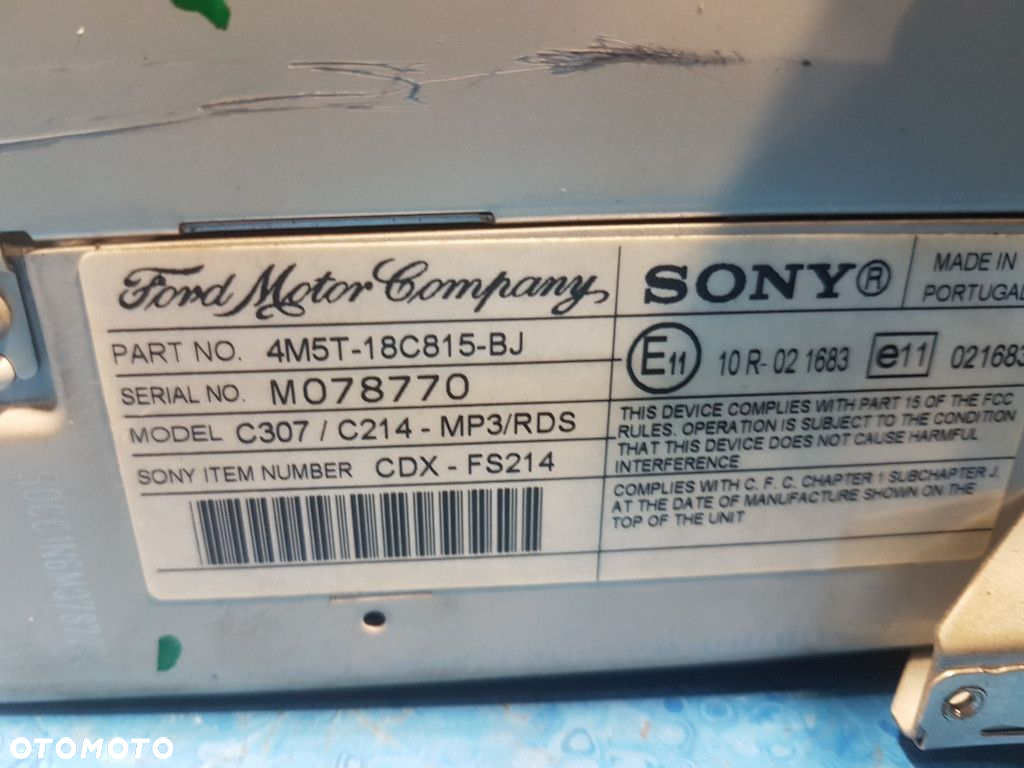 Ford Motor Company
SONY®
MADE IN
PORTUGAL
PART NO. 4M5T-18C815-BJ
SERIAL NO. M078770
MODEL C307 / C214 - MP3/RDS
SONY ITEM NUMBER CDX - FS214
E11 10 R- 02 1683 e11 021683
THIS DEVICE COMPLIES WITH PART 15 OF THE FCC
RULES. OPERATION IS SUBJECT TO THE CONDITION
THAT THIS DEVICE DOES NOT CAUSE HARMFUL
INTERFERENCE
COMPLIES WITH C. F. C. CHAPTER 1 SUBCHAPTER J.
AT THE DATE OF MANUFACTURE SHOWN ON THE
TOP OF THE UNIT
OTOMOTO